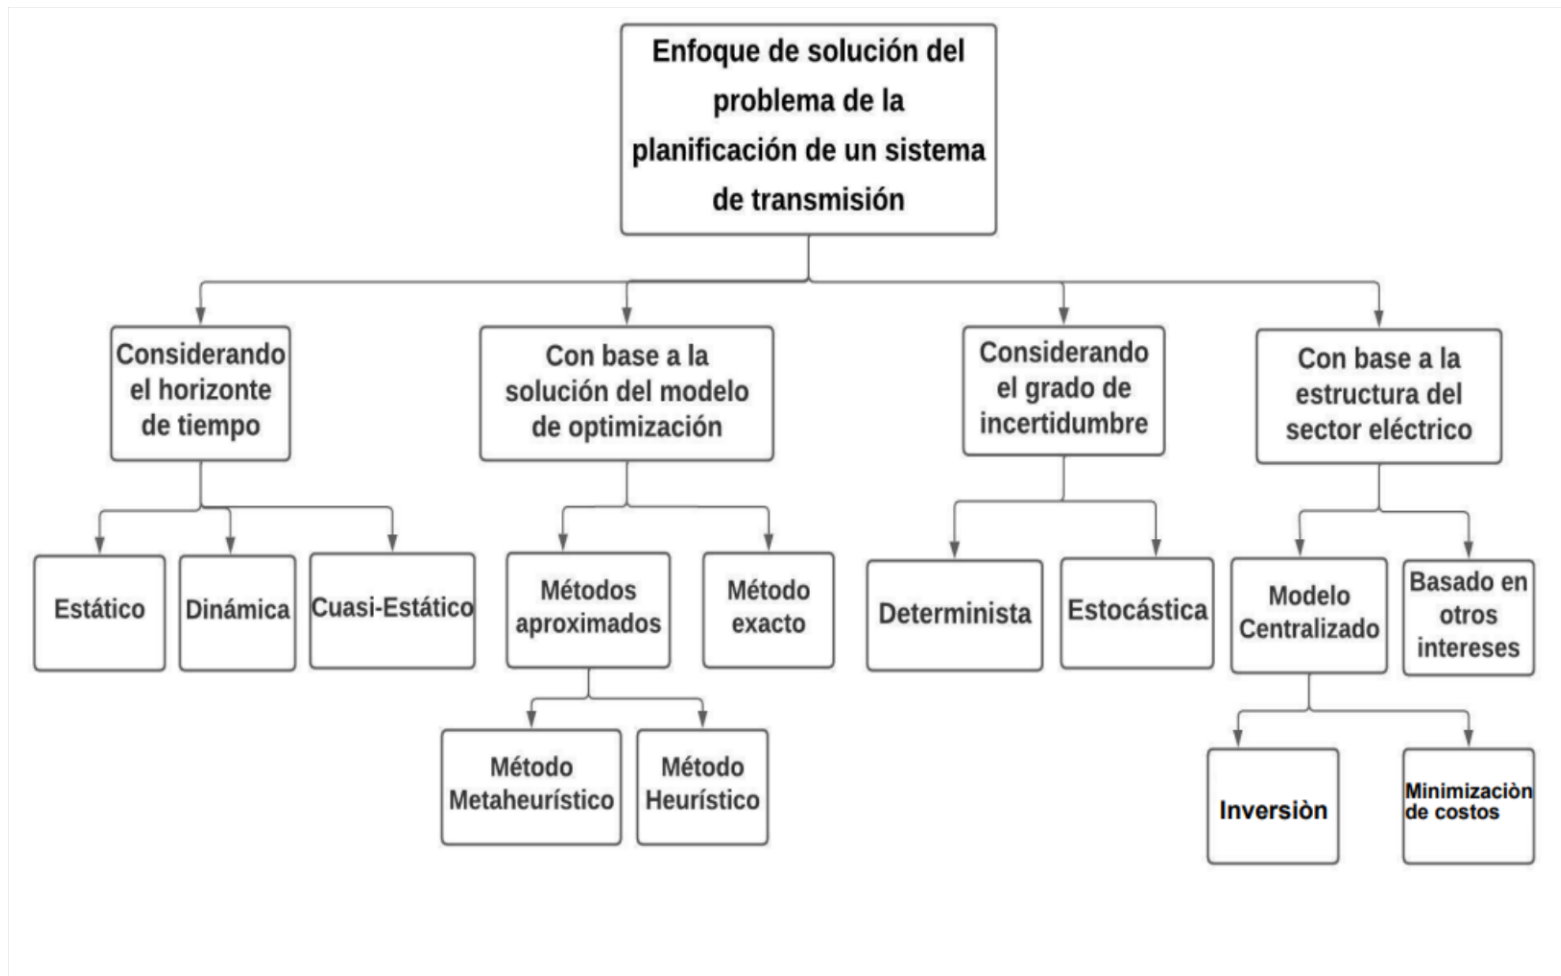 Enfoque de solución del
problema de la
planificación de un sistema
de transmisión
Considerando
el horizonte
de tiempo
Con base a la
solución del modelo
de optimización
Considerando
el grado de
incertidumbre
Con base a la
estructura del
sector eléctrico
Estático
Dinámica
Cuasi-Estático
Métodos
aproximados
Método
exacto
Determinista
Estocástica
Modelo
Centralizado
Basado en
otros
intereses
Método
Metaheurístico
Método
Heurístico
Inversiòn
Minimizaciòn
de costos